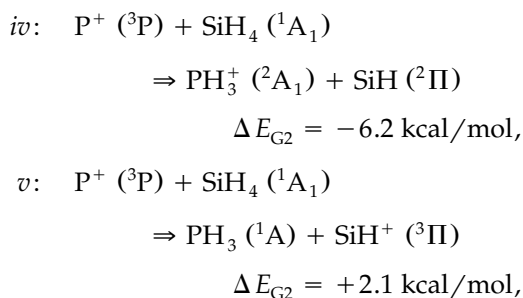 iv: P⁺ (³P) + SiH₄ (¹A₁)
⇒ PH₃⁺ (²A₁) + SiH (²Π)
ΔE_G2 = −6.2 kcal/mol,
v: P⁺ (³P) + SiH₄ (¹A₁)
⇒ PH₃ (¹A) + SiH⁺ (³Π)
ΔE_G2 = +2.1 kcal/mol,